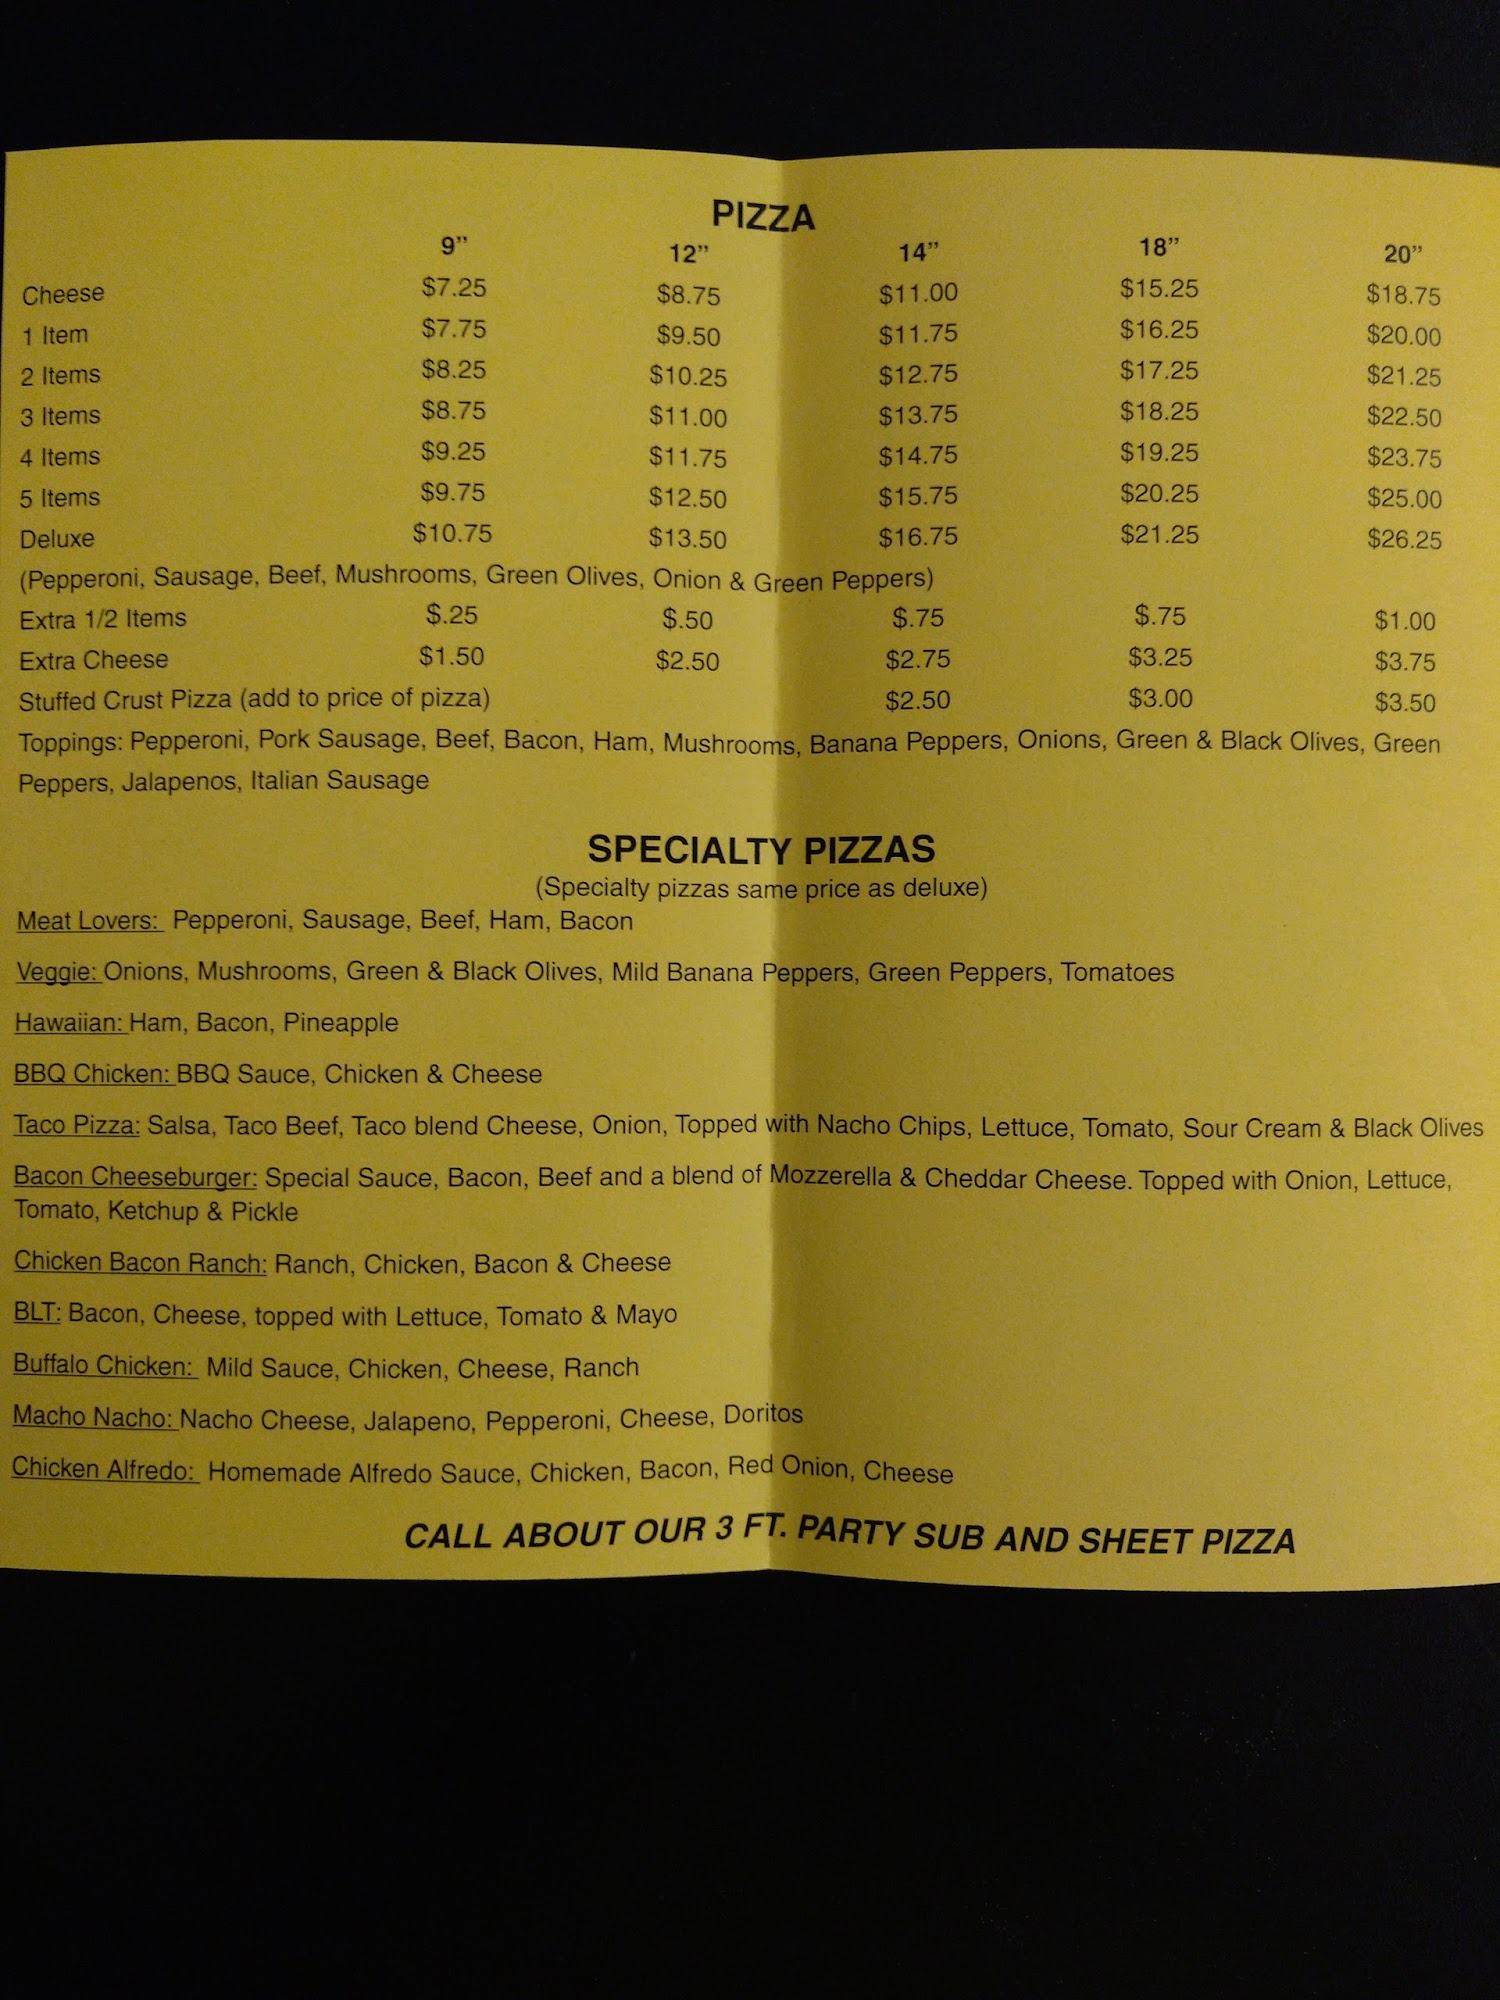 PIZZA
9” 12” 14” 18” 20”
Cheese $7.25 $8.75 $11.00 $15.25 $18.75
1 Item $7.75 $9.50 $11.75 $16.25 $20.00
2 Items $8.25 $10.25 $12.75 $17.25 $21.25
3 Items $8.75 $11.00 $13.75 $18.25 $22.50
4 Items $9.25 $11.75 $14.75 $19.25 $23.75
5 Items $9.75 $12.50 $15.75 $20.25 $25.00
Deluxe $10.75 $13.50 $16.75 $21.25 $26.25
(Pepperoni, Sausage, Beef, Mushrooms, Green Olives, Onion & Green Peppers)
Extra 1/2 Items $.25 $.50 $.75 $.75 $1.00
Extra Cheese $1.50 $2.50 $2.75 $3.25 $3.75
Stuffed Crust Pizza (add to price of pizza) $2.50 $3.00 $3.50
Toppings: Pepperoni, Pork Sausage, Beef, Bacon, Ham, Mushrooms, Banana Peppers, Onions, Green & Black Olives, Green
Peppers, Jalapenos, Italian Sausage
SPECIALTY PIZZAS
(Specialty pizzas same price as deluxe)
Meat Lovers: Pepperoni, Sausage, Beef, Ham, Bacon
Veggie: Onions, Mushrooms, Green & Black Olives, Mild Banana Peppers, Green Peppers, Tomatoes
Hawaiian: Ham, Bacon, Pineapple
BBQ Chicken: BBQ Sauce, Chicken & Cheese
Taco Pizza: Salsa, Taco Beef, Taco blend Cheese, Onion, Topped with Nacho Chips, Lettuce, Tomato, Sour Cream & Black Olives
Bacon Cheeseburger: Special Sauce, Bacon, Beef and a blend of Mozzerella & Cheddar Cheese. Topped with Onion, Lettuce,
Tomato, Ketchup & Pickle
Chicken Bacon Ranch: Ranch, Chicken, Bacon & Cheese
BLT: Bacon, Cheese, topped with Lettuce, Tomato & Mayo
Buffalo Chicken: Mild Sauce, Chicken, Cheese, Ranch
Macho Nacho: Nacho Cheese, Jalapeno, Pepperoni, Cheese, Doritos
Chicken Alfredo: Homemade Alfredo Sauce, Chicken, Bacon, Red Onion, Cheese
CALL ABOUT OUR 3 FT. PARTY SUB AND SHEET PIZZA